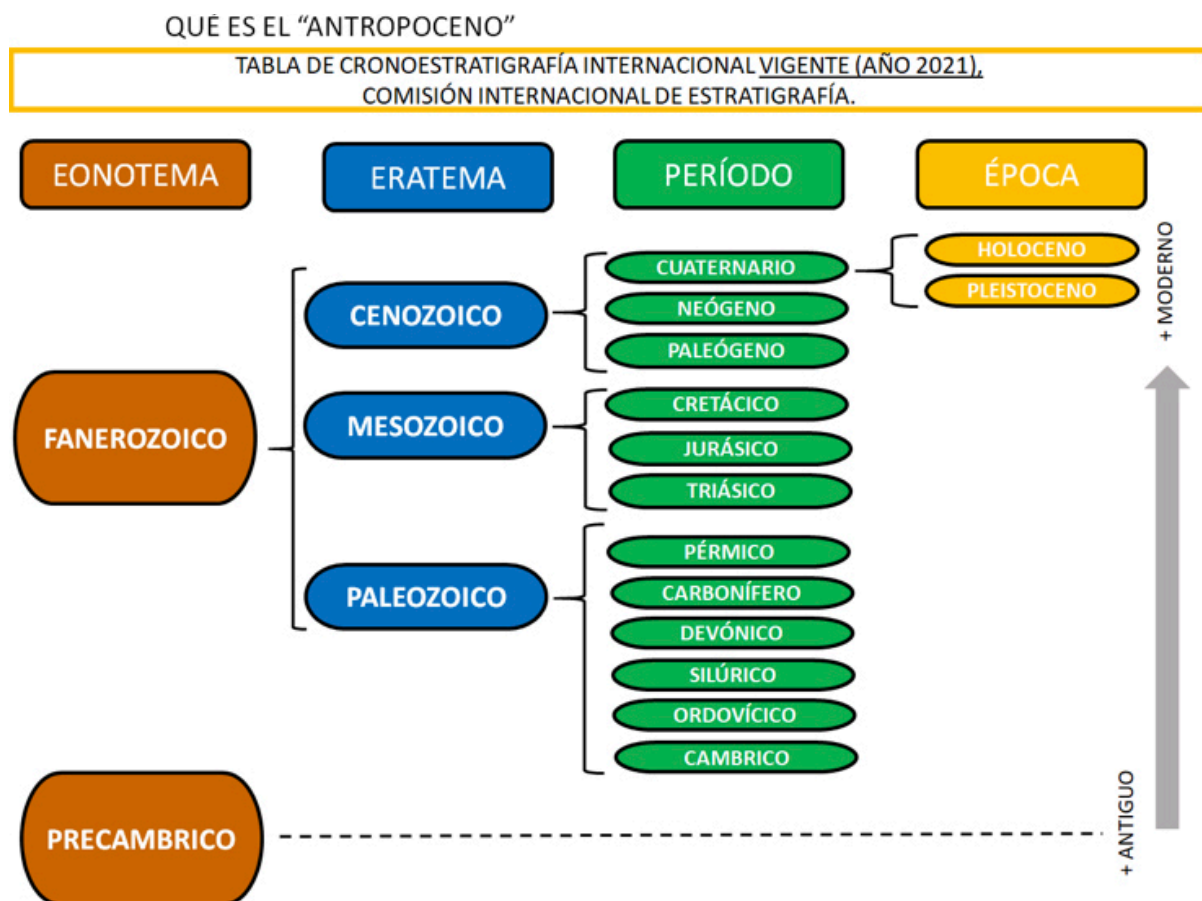 QUÉ ES EL “ANTROPOCENO”
TABLA DE CRONOESTRATIGRAFÍA INTERNACIONAL VIGENTE (AÑO 2021),
COMISIÓN INTERNACIONAL DE ESTRATIGRAFÍA.
EONOTEMA
ERATEMA
PERÍODO
ÉPOCA
FANEROZOICO
CENOZOICO
CUATERNARIO
HOLOCENO
PLEISTOCENO
NEÓGENO
PALEÓGENO
MESOZOICO
CRETÁCICO
JURÁSICO
TRIÁSICO
PALEOZOICO
PÉRMICO
CARBONÍFERO
DEVÓNICO
SILÚRICO
ORDOVÍCICO
CAMBRICO
PRECAMBRICO
+ MODERNO
+ ANTIGUO